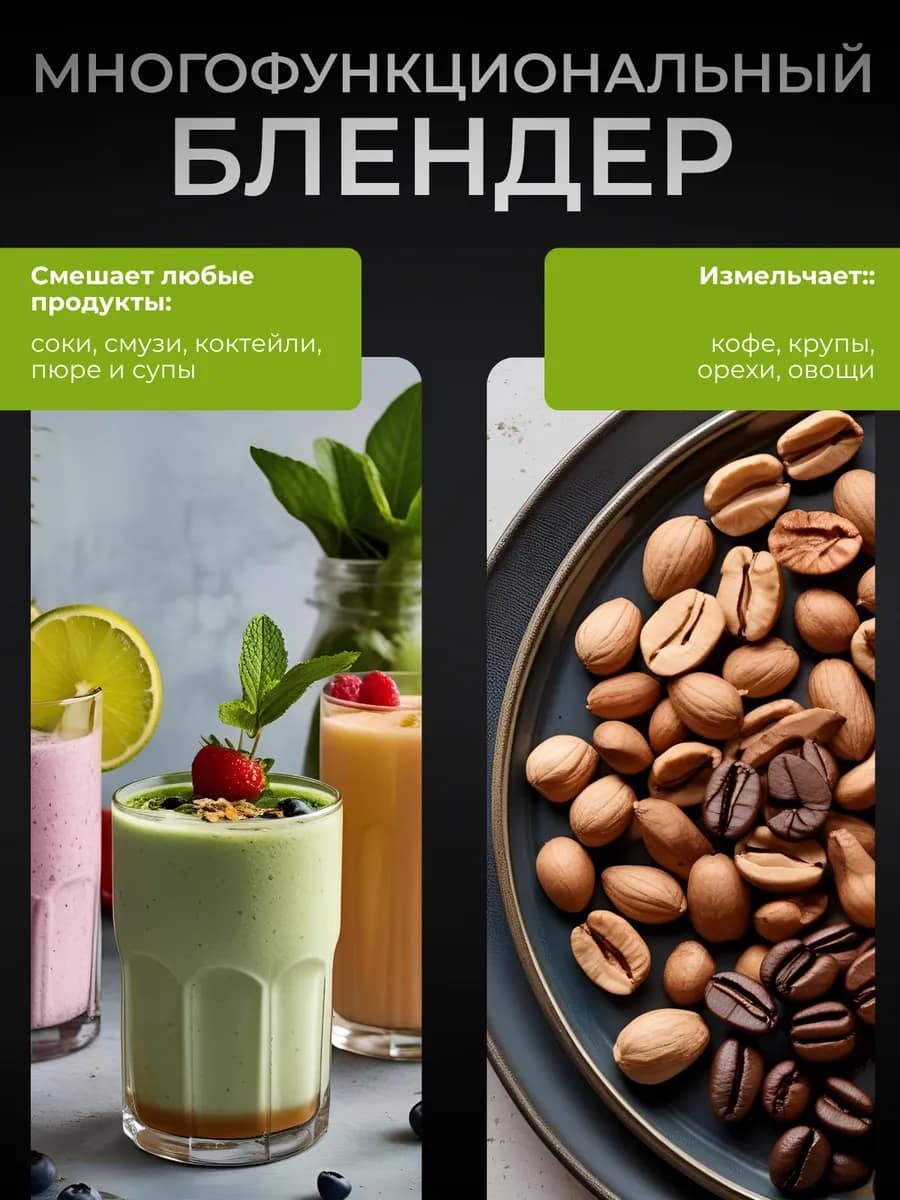 МНОГОФУНКЦИОНАЛЬНЫЙ
БЛЕНДЕР
Смешает любые
продукты:
соки, смузи, коктейли,
пюре и супы
Измельчает::
кофе, крупы,
орехи, овощи